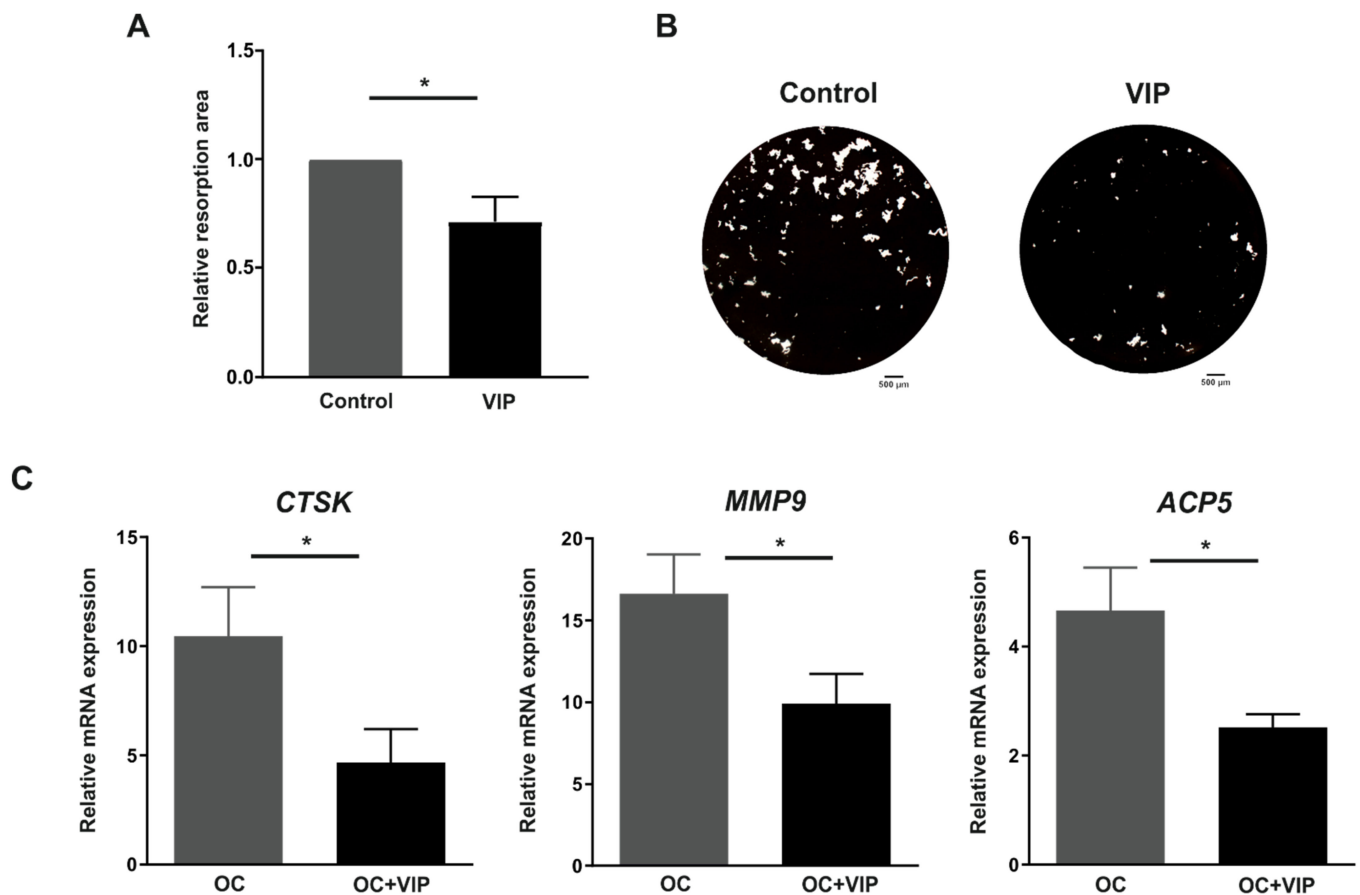 A
B
1.5
1.0
0.5
0.0
Relative resorption area
*
Control
VIP
Control
VIP
500 µm
500 µm
C
CTSK
15
10
5
0
Relative mRNA expression
*
OC
OC+VIP
MMP9
20
15
10
5
0
Relative mRNA expression
*
OC
OC+VIP
ACP5
6
4
2
0
Relative mRNA expression
*
OC
OC+VIP